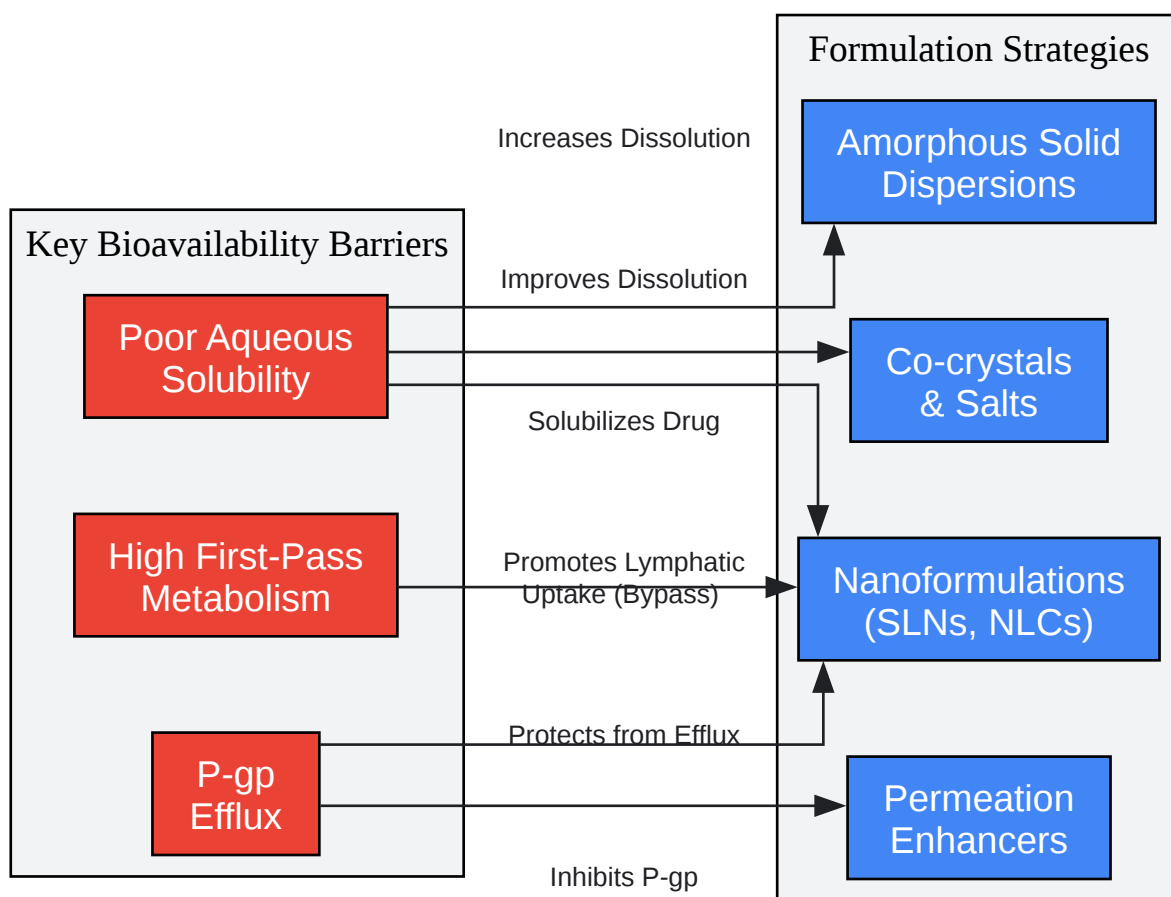 Key Bioavailability Barriers
Poor Aqueous
Solubility
High First-Pass
Metabolism
P-gp
Efflux
Increases Dissolution
Improves Dissolution
Solubilizes Drug
Promotes Lymphatic
Uptake (Bypass)
Protects from Efflux
Inhibits P-gp
Formulation Strategies
Amorphous Solid
Dispersions
Co-crystals
& Salts
Nanoformulations
(SLNs, NLCs)
Permeation
Enhancers